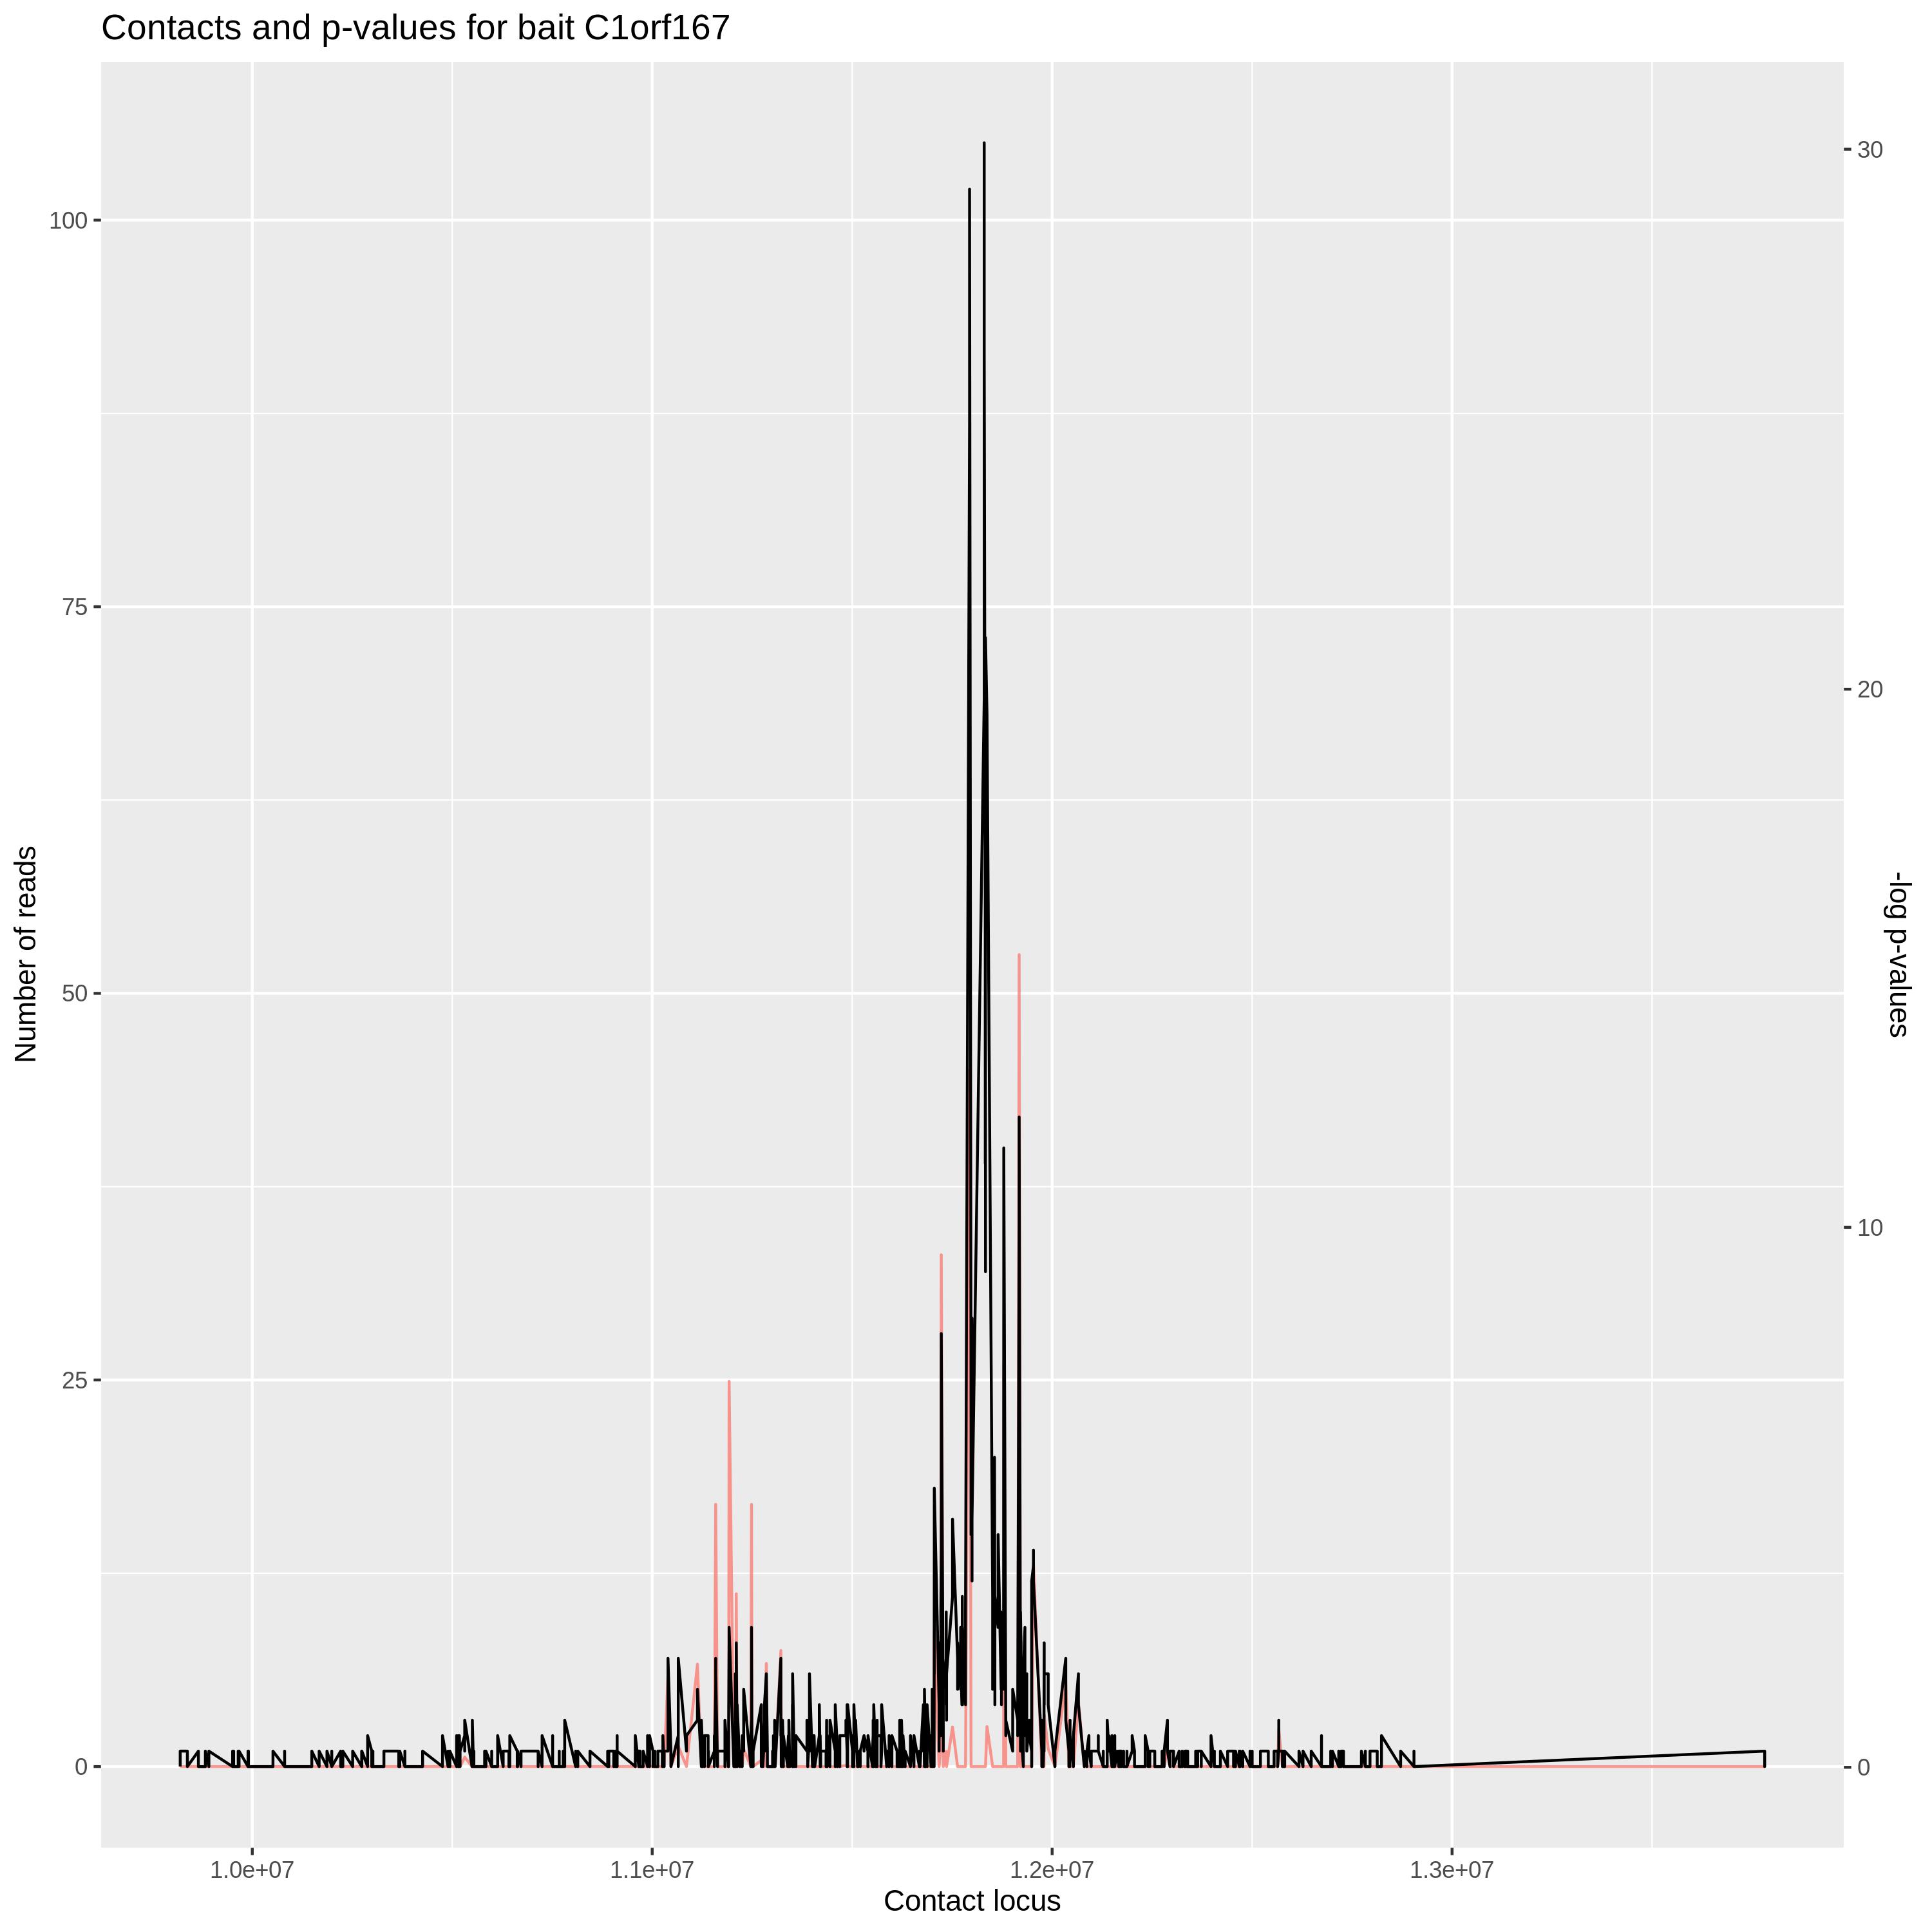 Contacts and p-values for bait C1orf167
100
75
50
25
0
Number of reads
30
20
10
0
-log p-values
1.0e+07
1.1e+07
1.2e+07
1.3e+07
Contact locus